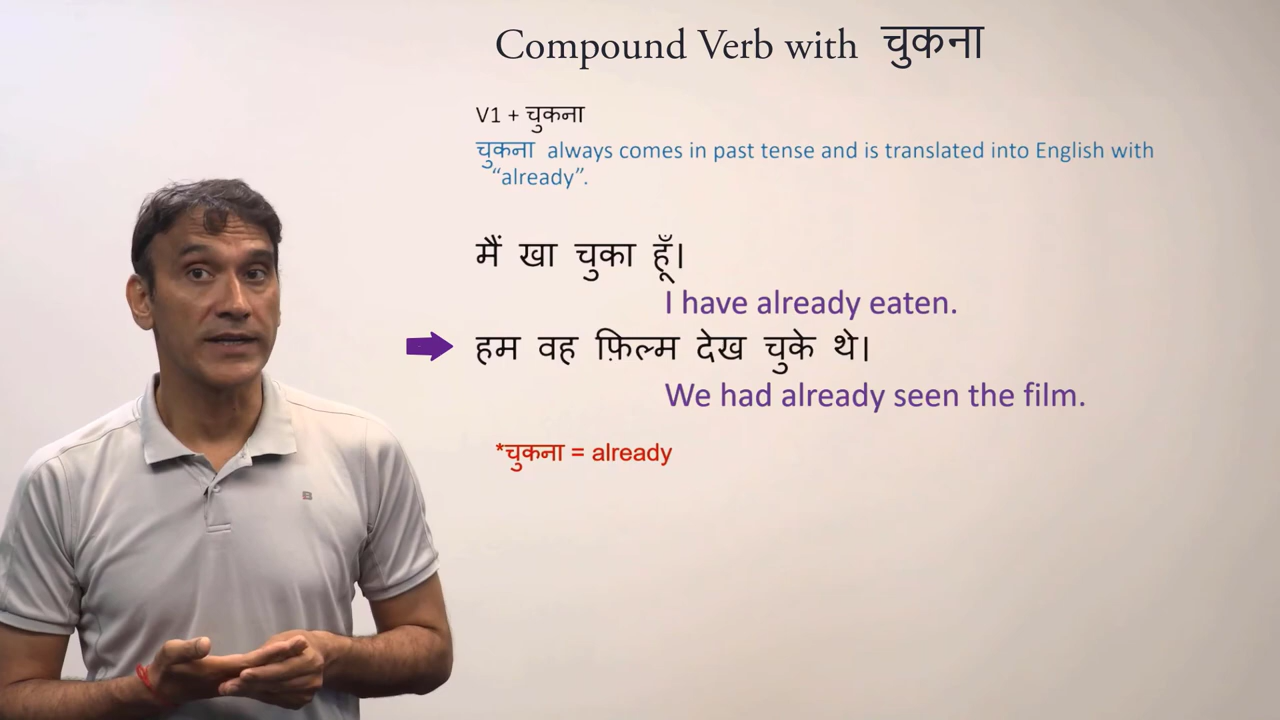 Compound Verb with चुकना
V1 + चुकना
चुकना always comes in past tense and is translated into English with
“already”.
मैं खा चुका हूँ।
I have already eaten.
हम वह फ़िल्म देख चुके थे।
We had already seen the film.
*चुकना = already
B